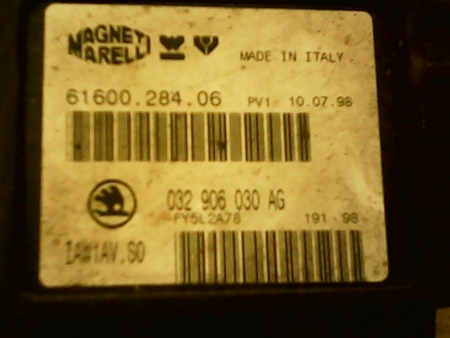 MAGNETI
MARELLI
MADE IN ITALY
61600.284.06 PV1 10.07.98
032 906 030 AG
FY5L2A78 191-98
IAW1AV.S0